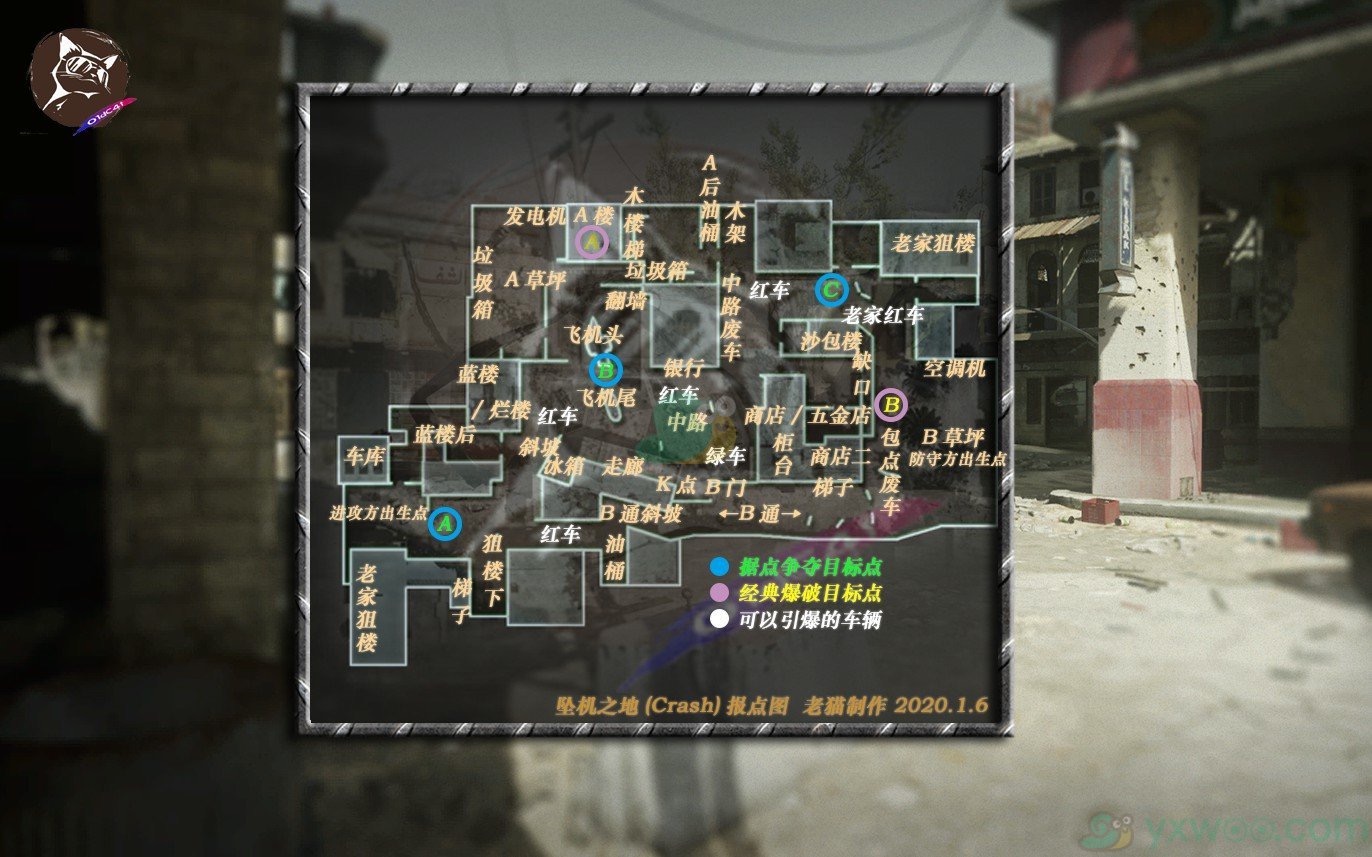 OldC4t
A后油桶
木楼梯
木架
发电机
A楼
A
老家狙楼
垃圾箱
A草坪
垃圾箱
中路废车
红车
C
翻墙
老家红车
飞机头
沙包楼
缺口
空调机
B
银行
蓝楼
/ 烂楼
飞机尾
红车
红车
中路
商店 / 五金店
B
包点废车
B草坪
防守方出生点
蓝楼后
斜坡
车库
冰箱
走廊
绿车
柜台
商店二
K点
B门
梯子
进攻方出生点
A
B通斜坡
←B通→
红车
狙楼下
油桶
老家狙楼
梯子
据点争夺目标点
经典爆破目标点
可以引爆的车辆
坠机之地 (Crash) 报点图 老猫制作 2020.1.6
yxwoo.com